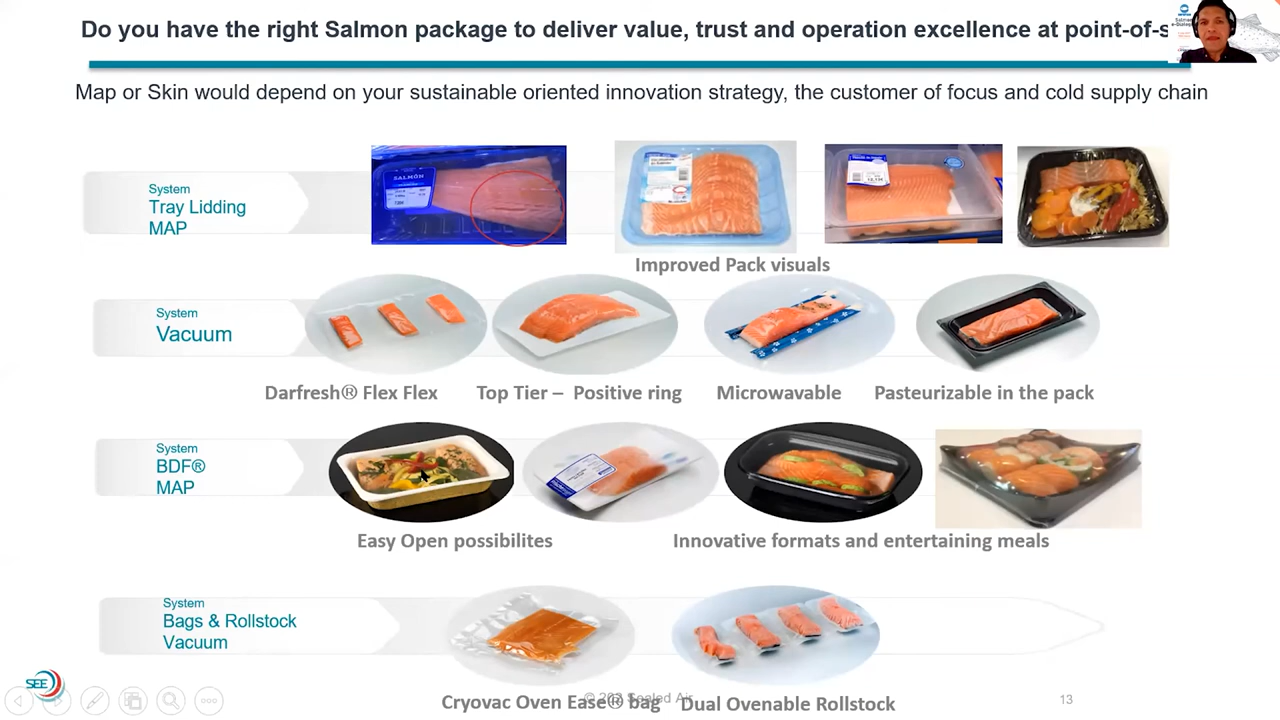 Do you have the right Salmon package to deliver value, trust and operation excellence at point-of-s
Map or Skin would depend on your sustainable oriented innovation strategy, the customer of focus and cold supply chain
System
Tray Lidding
MAP
SALMÓN
Improved Pack visuals
System
Vacuum
Darfresh® Flex Flex
Top Tier – Positive ring
Microwavable
Pasteurizable in the pack
System
BDF®
MAP
Easy Open possibilites
Innovative formats and entertaining meals
System
Bags & Rollstock
Vacuum
Cryovac Oven Ease® bag
Dual Ovenable Rollstock
SEE
© 202 Sealed Air
13